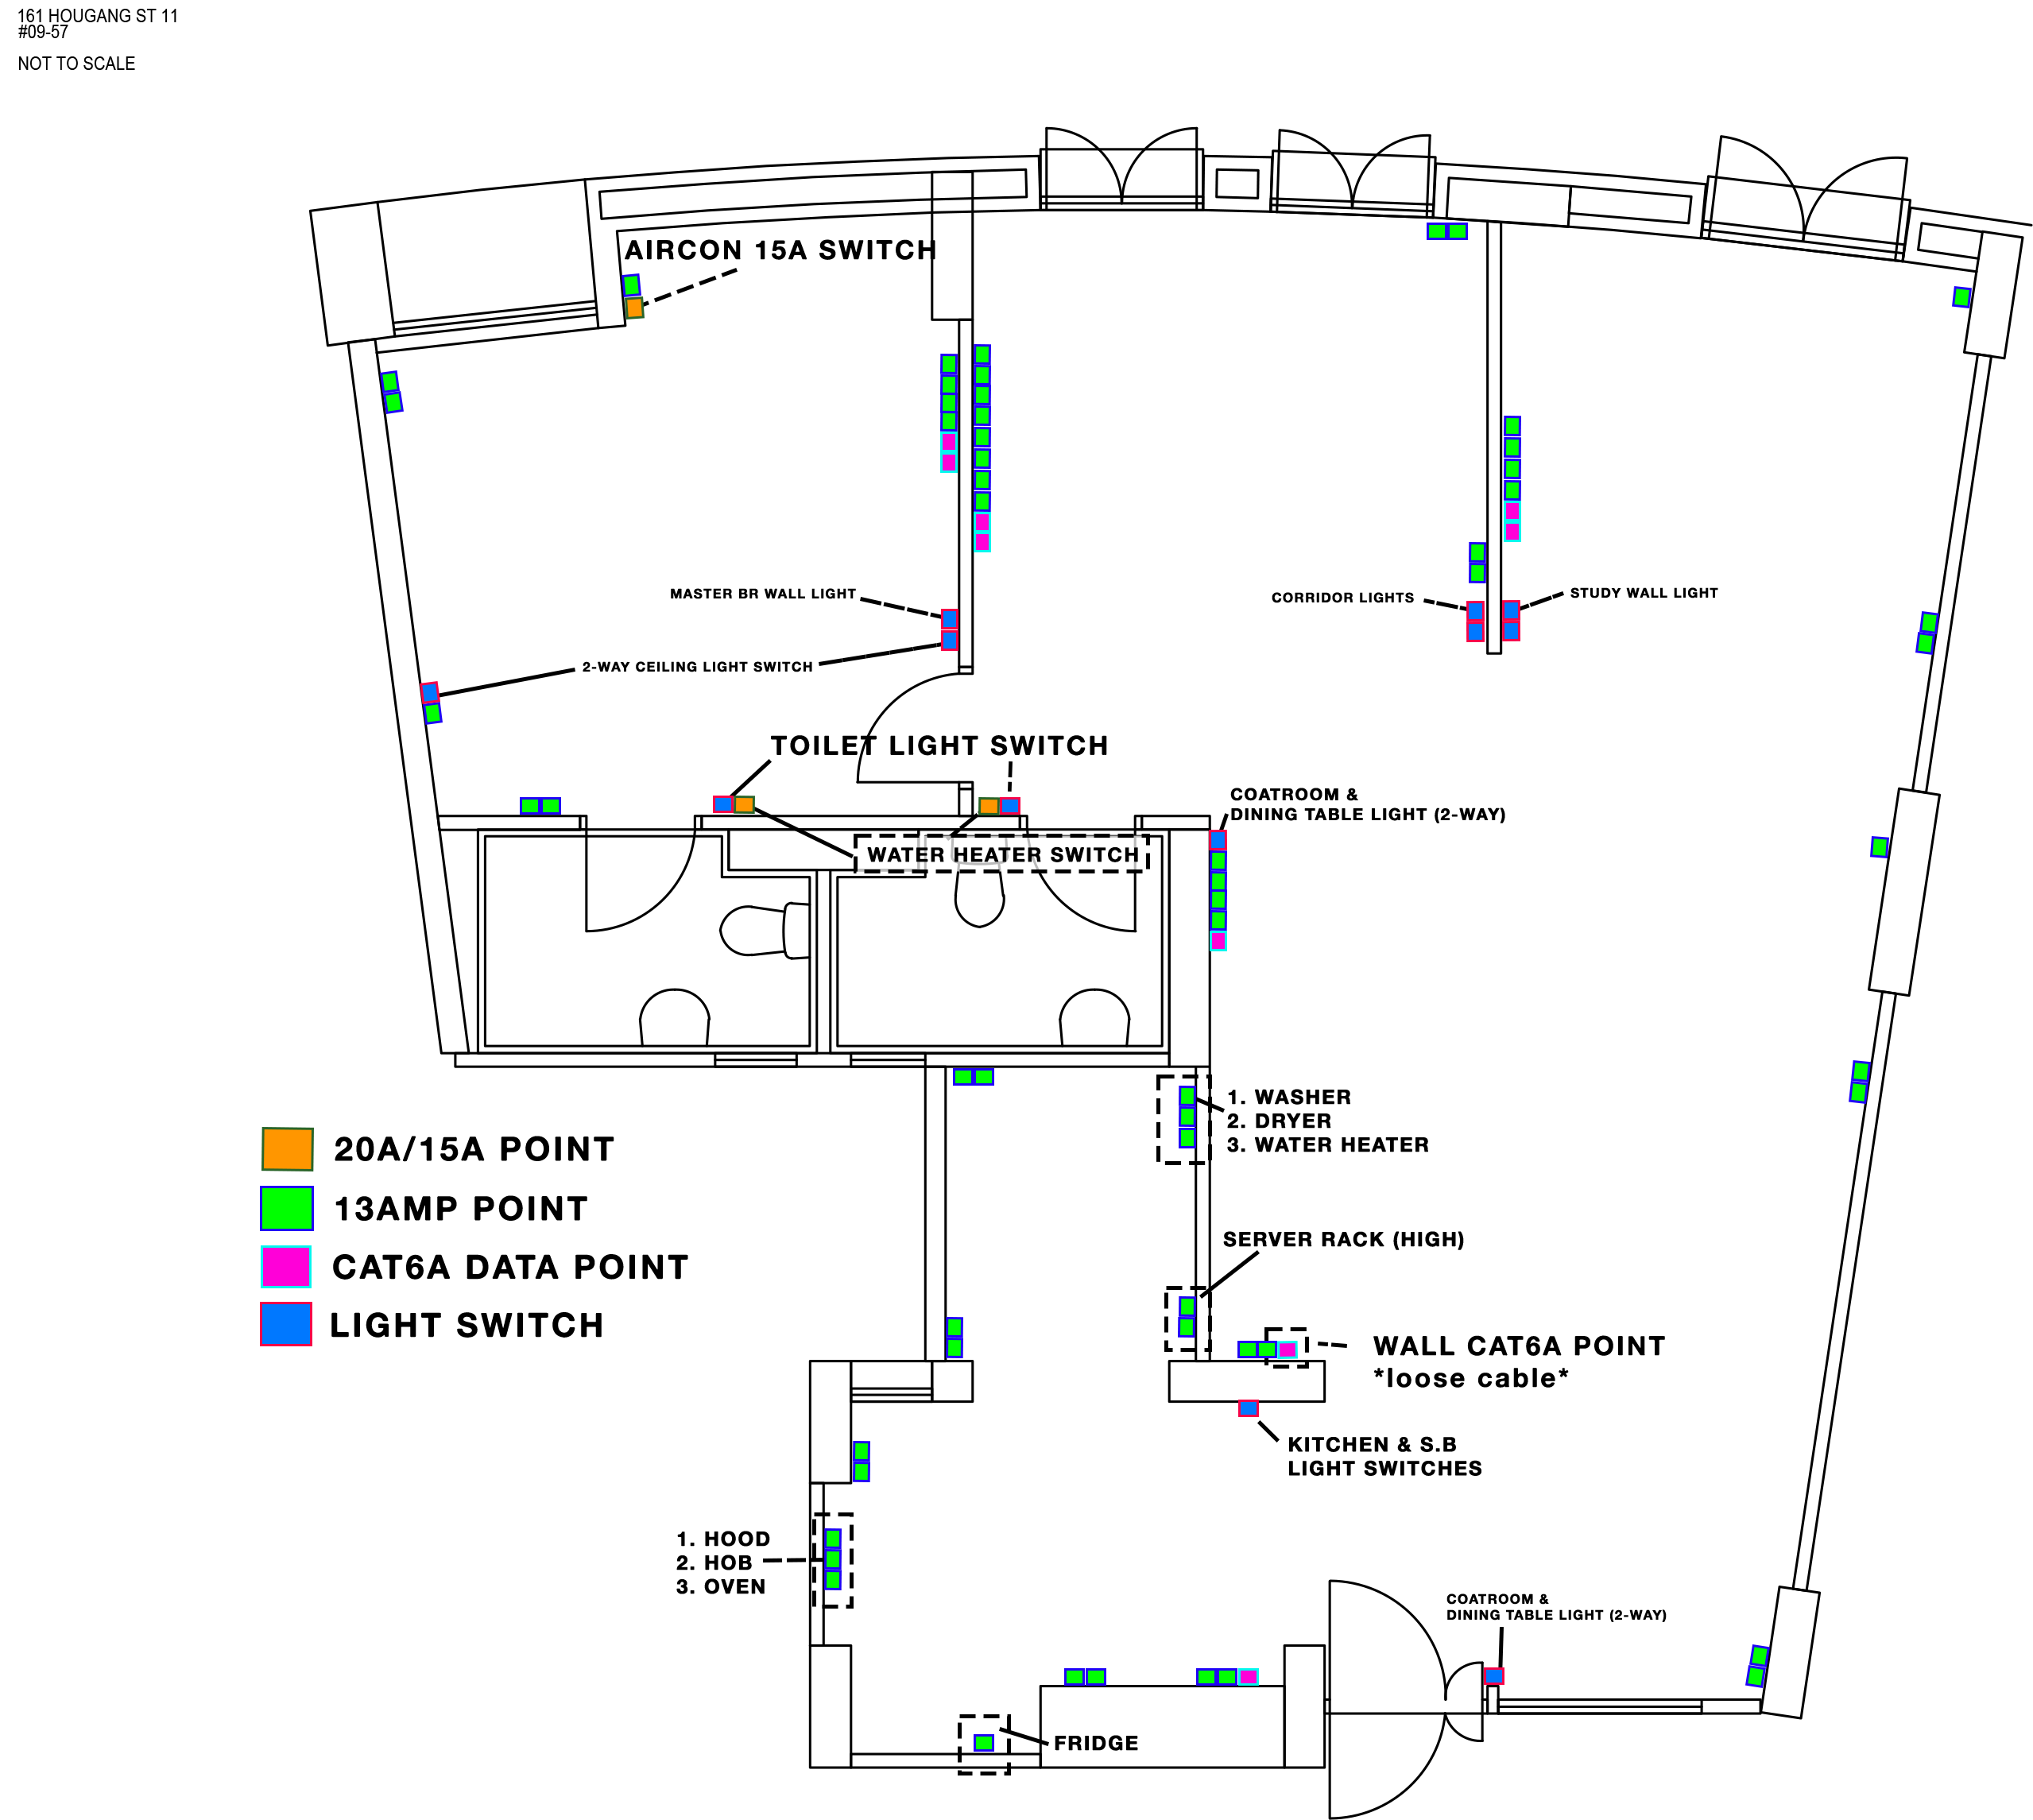 161 HOUGANG ST 11
#09-57
NOT TO SCALE
AIRCON 15A SWITCH
MASTER BR WALL LIGHT
CORRIDOR LIGHTS
STUDY WALL LIGHT
2-WAY CEILING LIGHT SWITCH
TOILET LIGHT SWITCH
COATROOM &
DINING TABLE LIGHT (2-WAY)
WATER HEATER SWITCH
1. WASHER
2. DRYER
3. WATER HEATER
20A/15A POINT
13AMP POINT
CAT6A DATA POINT
LIGHT SWITCH
SERVER RACK (HIGH)
WALL CAT6A POINT
*loose cable*
KITCHEN & S.B
LIGHT SWITCHES
1. HOOD
2. HOB
3. OVEN
COATROOM &
DINING TABLE LIGHT (2-WAY)
FRIDGE